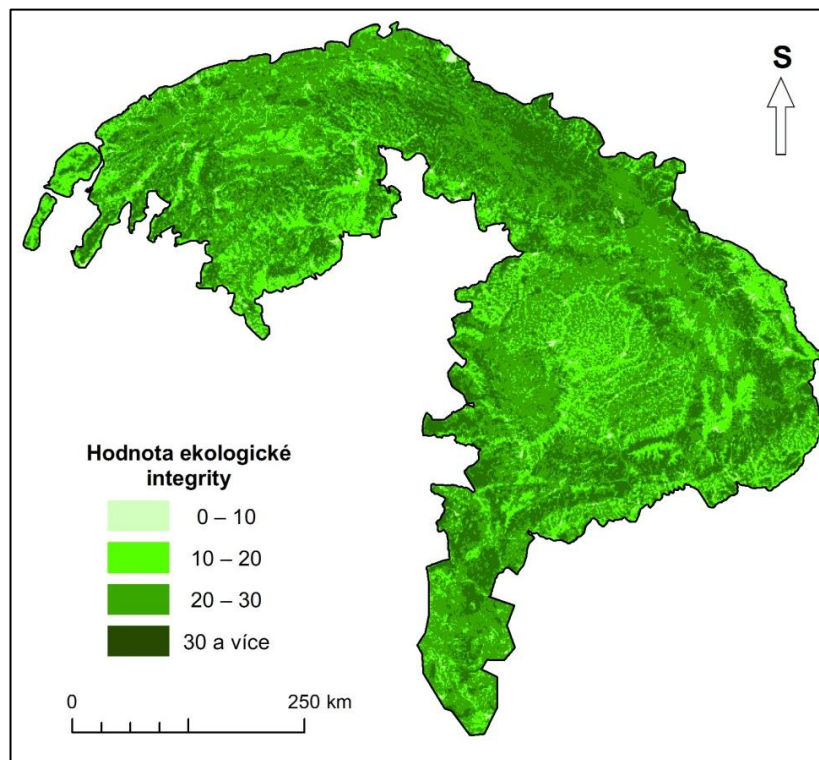 S
Hodnota ekologické
integrity
0 – 10
10 – 20
20 – 30
30 a více
0 250 km